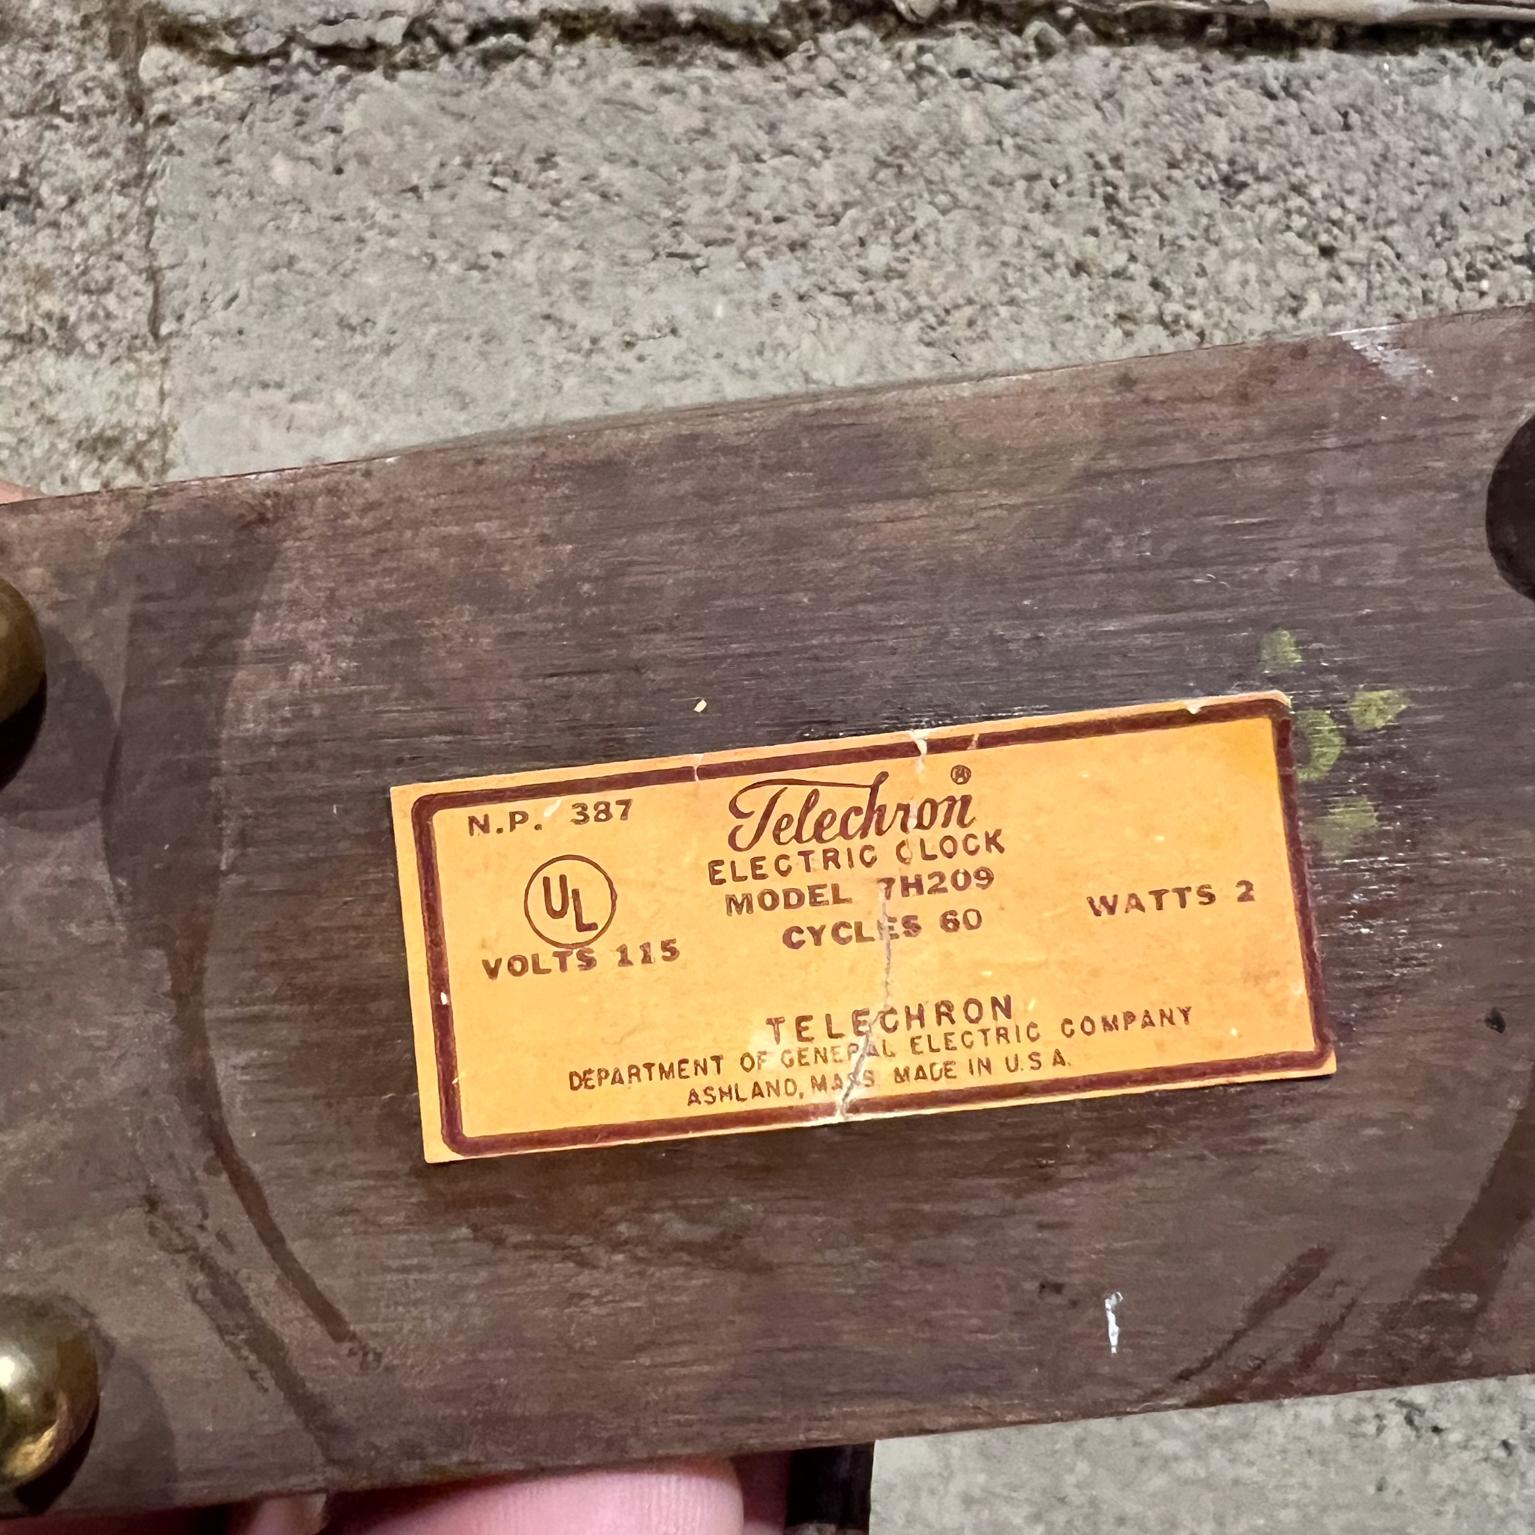 N.P. 387
Telechron®
ELECTRIC CLOCK
UL
MODEL 7H209
WATTS 2
CYCLES 60
VOLTS 115
TELECHRON
DEPARTMENT OF GENERAL ELECTRIC COMPANY
ASHLAND, MASS. MADE IN U.S.A.